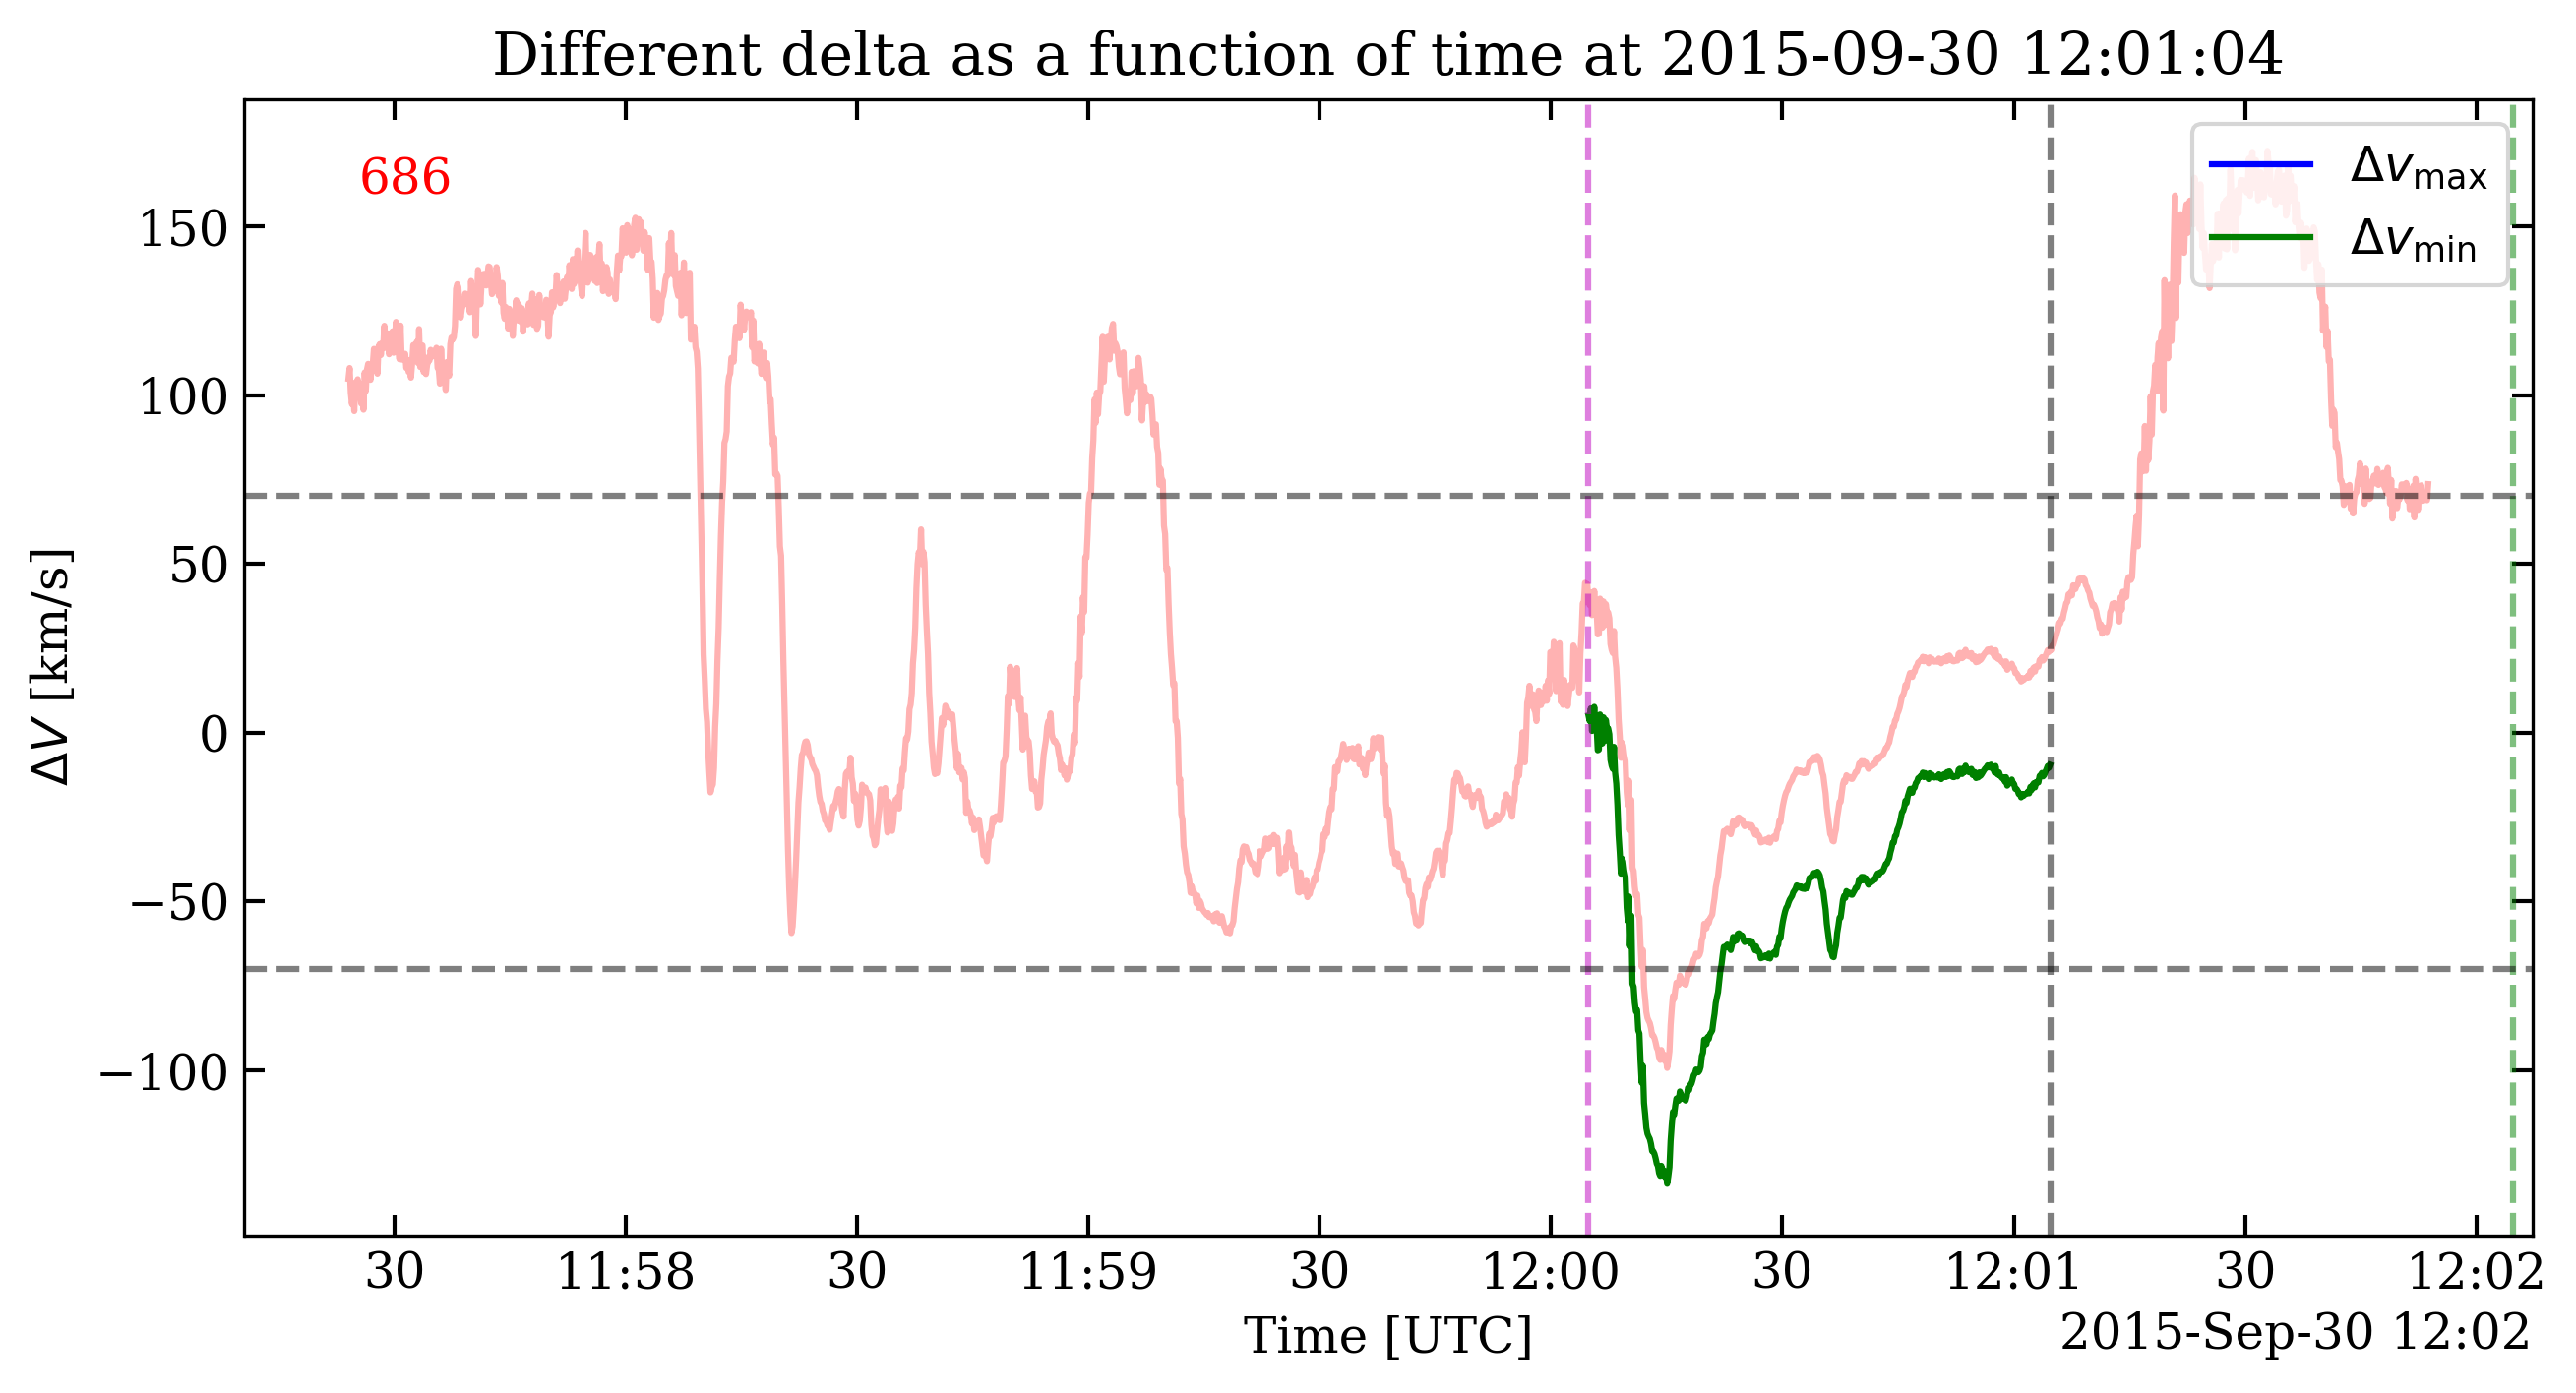 Different delta as a function of time at 2015-09-30 12:01:04
686
Δv_max
Δv_min
150
100
50
0
−50
−100
ΔV [km/s]
30 11:58 30 11:59 30 12:00 30 12:01 30 12:02
Time [UTC]
2015-Sep-30 12:02